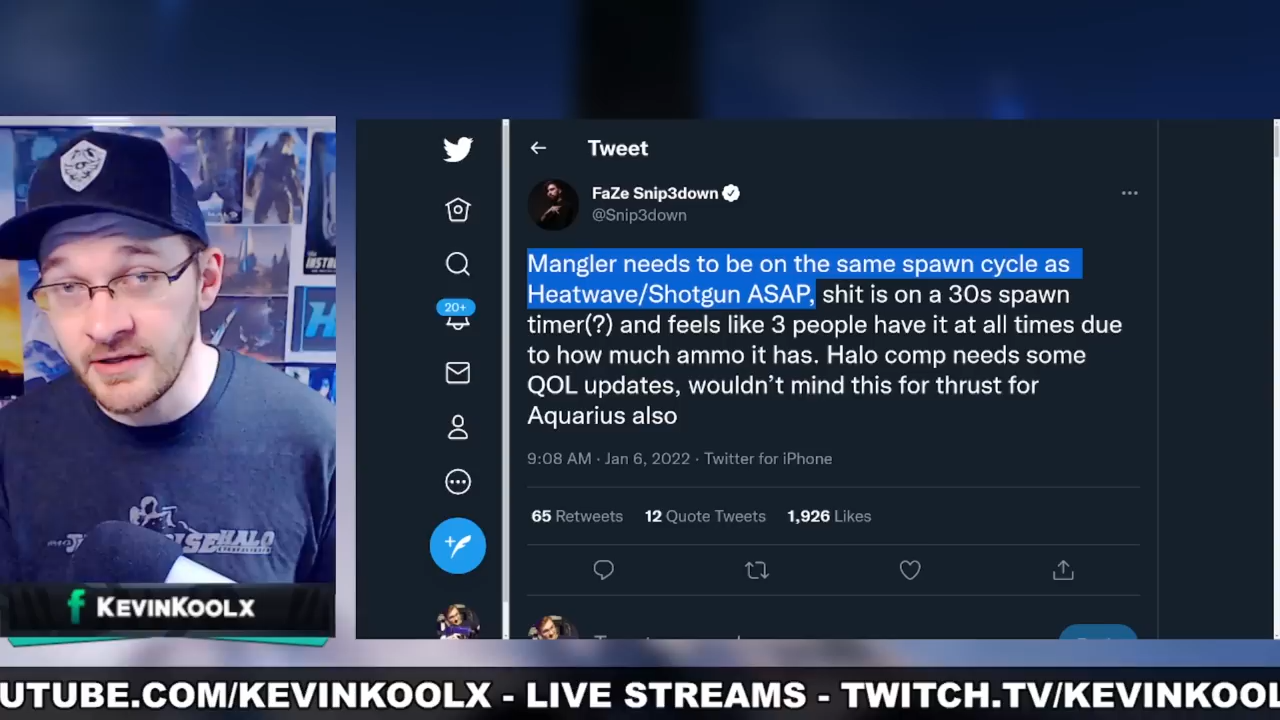 Tweet
FaZe Snip3down
@Snip3down
Mangler needs to be on the same spawn cycle as
Heatwave/Shotgun ASAP, shit is on a 30s spawn
timer(?) and feels like 3 people have it at all times due
to how much ammo it has. Halo comp needs some
QOL updates, wouldn’t mind this for thrust for
Aquarius also
20+
9:08 AM · Jan 6, 2022 · Twitter for iPhone
65 Retweets 12 Quote Tweets 1,926 Likes
HALO
KEVINKOOLX
UTUBE.COM/KEVINKOOLX - LIVE STREAMS - TWITCH.TV/KEVINKOOL